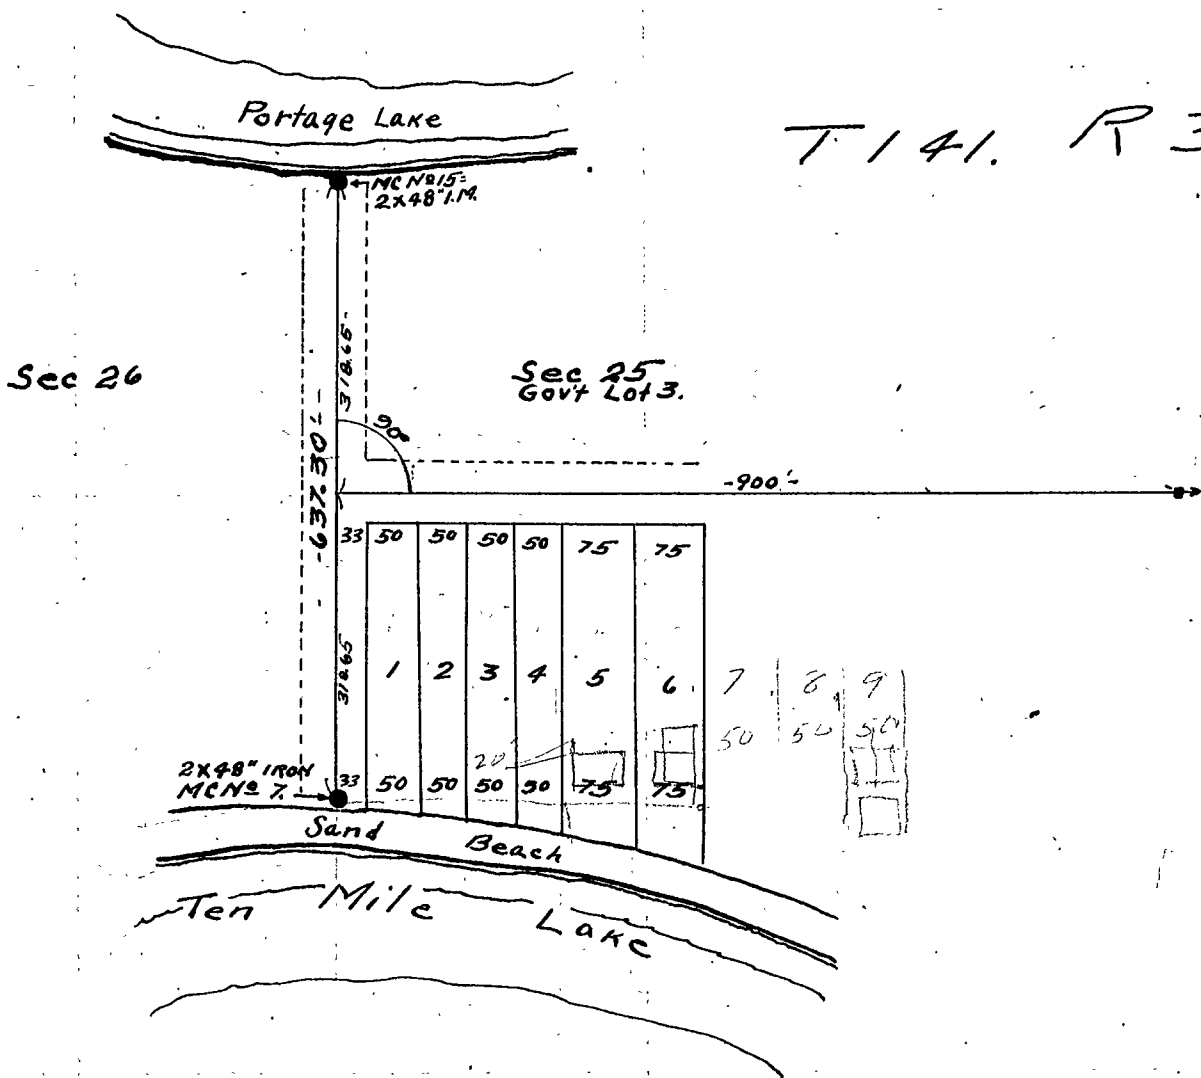 Portage Lake
T 141. R 3
MC Nº 15=
2X48" I.M.
318.65-
Sec 26
Sec 25
Gov't Lot 3.
90°
-637.30'-
-900'-
33 50 50 50 50 75 75
318.65
1 2 3 4 5 6 7 8 9
50 50 50
20'
2X48" IRON
MC Nº 7.
33 50 50 50 50 75 75
Sand Beach
Ten Mile Lake